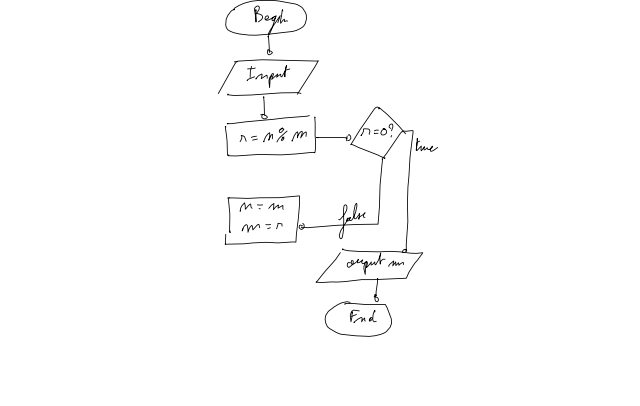 Begin
Input
r = n % m
r=0?
true
n = m
m = r
false
output m
End